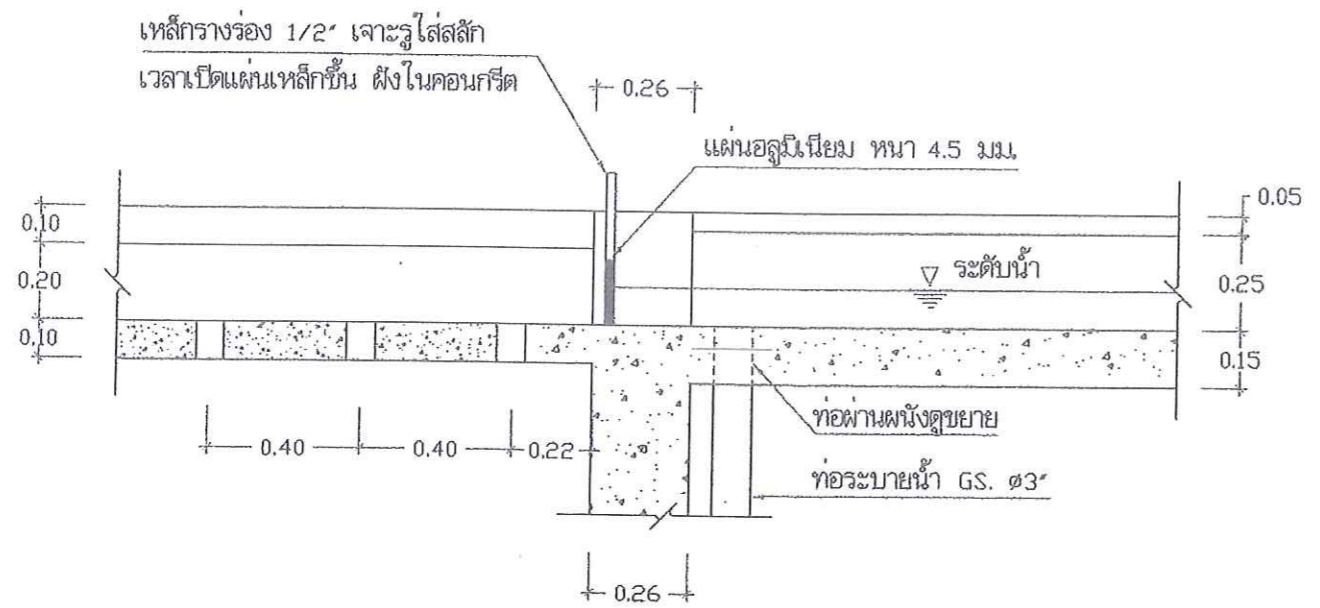 เหล็กรางร่อง 1/2" เจาะรูใส่สลัก
เวลาเปิดแผ่นเหล็กขึ้น ฝังในคอนกรีต
0.26
แผ่นอลูมิเนียม หนา 4.5 มม.
0.05
0.10
0.20
0.10
ระดับน้ำ
0.25
0.15
0.40
0.40
0.22
ท่อผ่านผนังดูขยาย
ท่อระบายน้ำ GS. ø3"
0.26